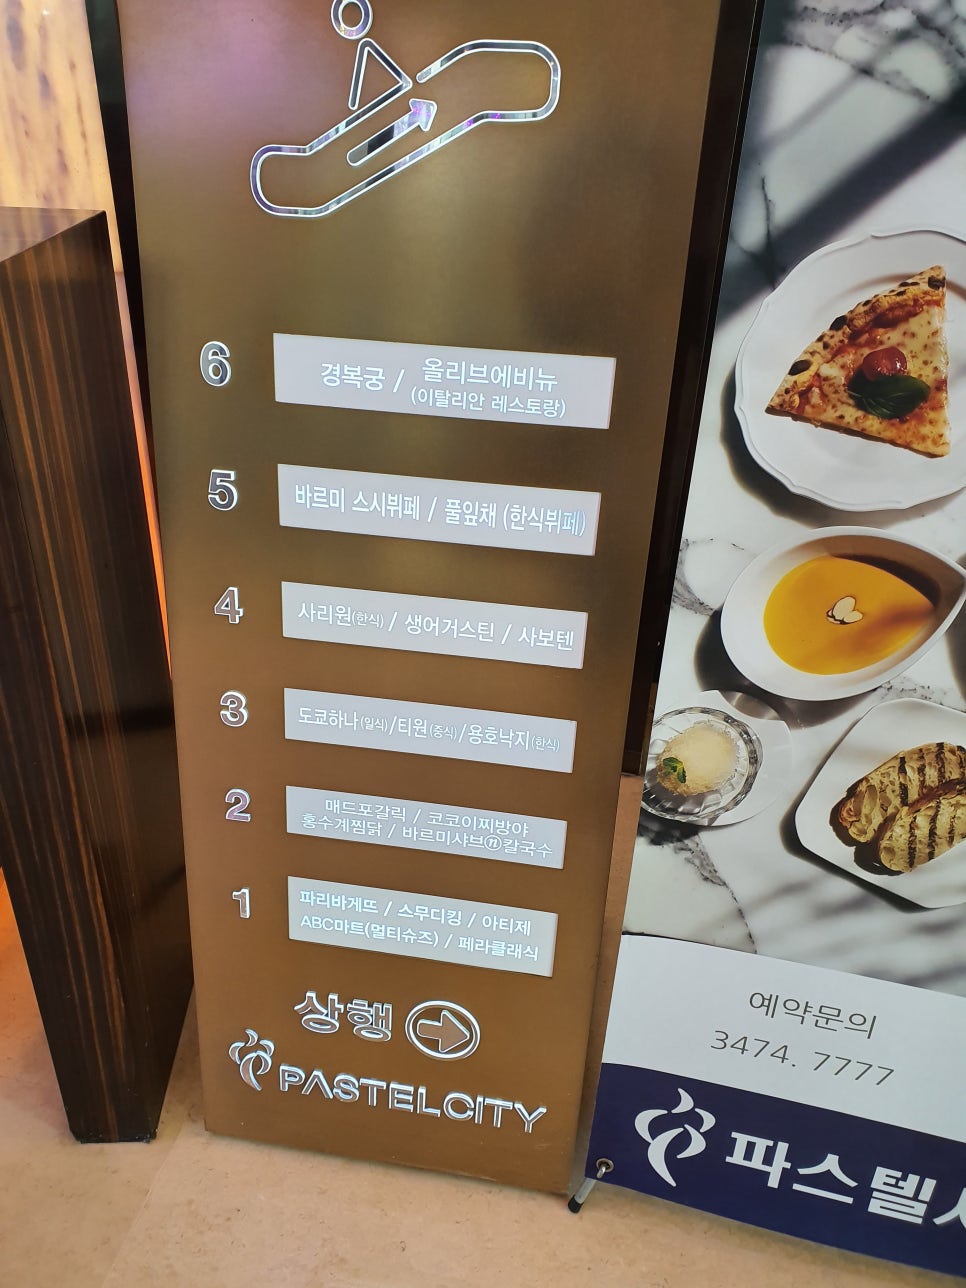 6
경복궁 / 올리브에비뉴
(이탈리안 레스토랑)
5
바르미 스시뷔페 / 풀잎채 (한식뷔페)
4
사리원(한식) / 생어거스틴 / 사보텐
3
도쿄하나(일식)/티원(중식)/용호낙지(한식)
2
매드포갈릭 / 코코이찌방야
홍수계찜닭 / 바르미샤브ⓝ칼국수
1
파리바게뜨 / 스무디킹 / 아티제
ABC마트(멀티슈즈) / 페라클래식
상행
PASTELCITY
예약문의
3474. 7777
파스텔시